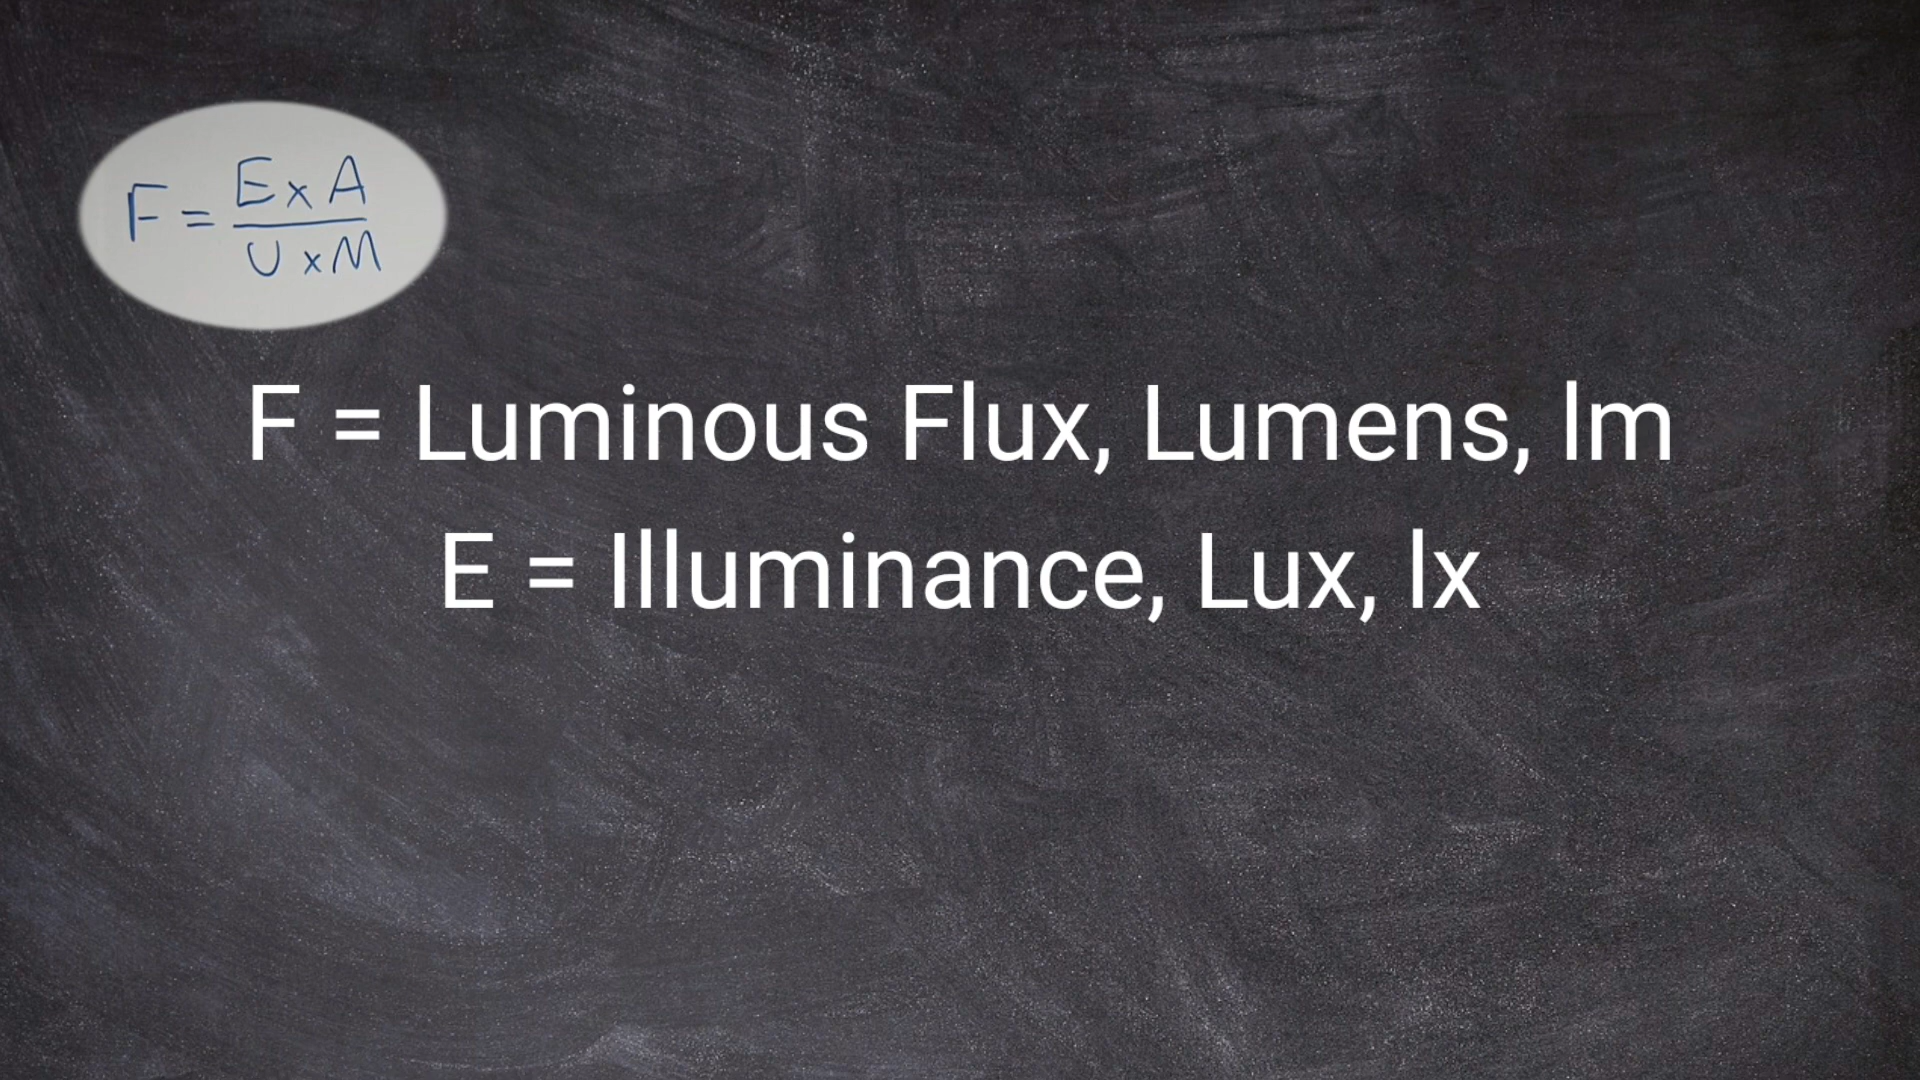 F = E x A
U x M
F = Luminous Flux, Lumens, lm
E = Illuminance, Lux, lx